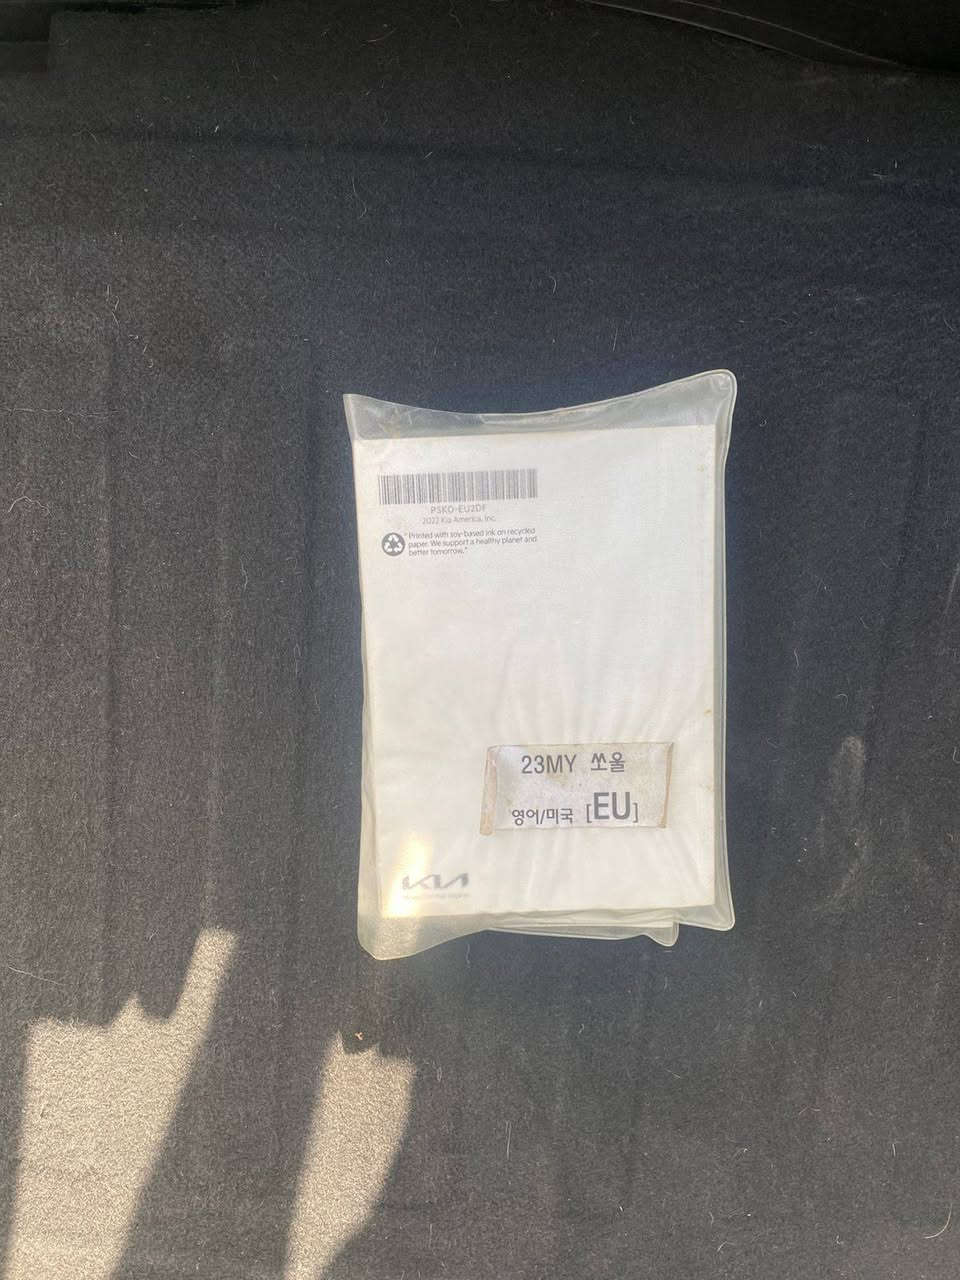 PSKO-EU2DF
2022 Kia America, Inc.
"Printed with soy-based ink on recycled
paper. We support a healthy planet and
better tomorrow."
23MY 쏘울
영어/미국 [EU]
KIA